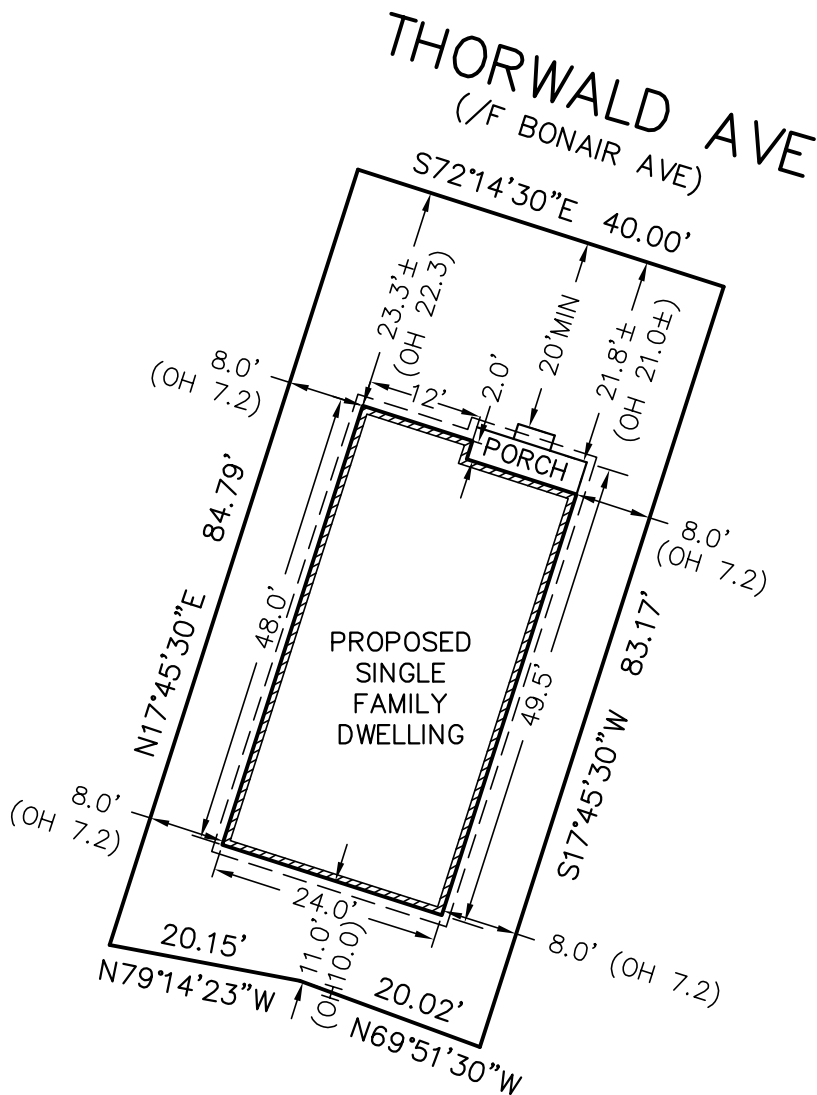 THORWALD AVE
(/F BONAIR AVE)
S72°14'30"E 40.00'
23.3'±
(OH 22.3)
20'MIN
21.8'±
(OH 21.0±)
8.0'
(OH 7.2)
12'
2.0'
PORCH
8.0'
(OH 7.2)
84.79'
N17°45'30"E
48.0'
PROPOSED
SINGLE
FAMILY
DWELLING
49.5'
83.17'
S17°45'30"W
8.0'
(OH 7.2)
24.0'
11.0'
(OH10.0)
8.0' (OH 7.2)
20.15'
N79°14'23"W
20.02'
N69°51'30"W